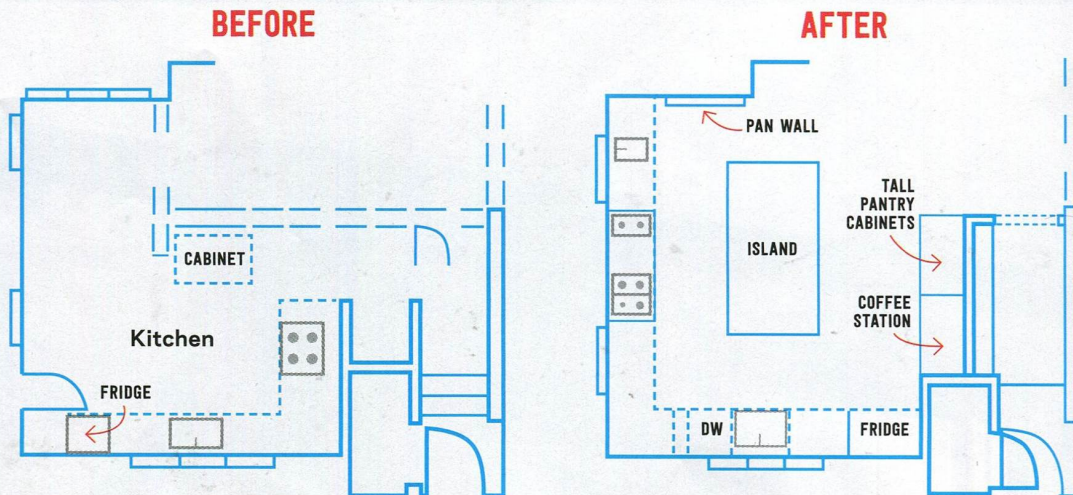 BEFORE
CABINET
Kitchen
FRIDGE
AFTER
PAN WALL
TALL
PANTRY
CABINETS
ISLAND
COFFEE
STATION
DW
FRIDGE